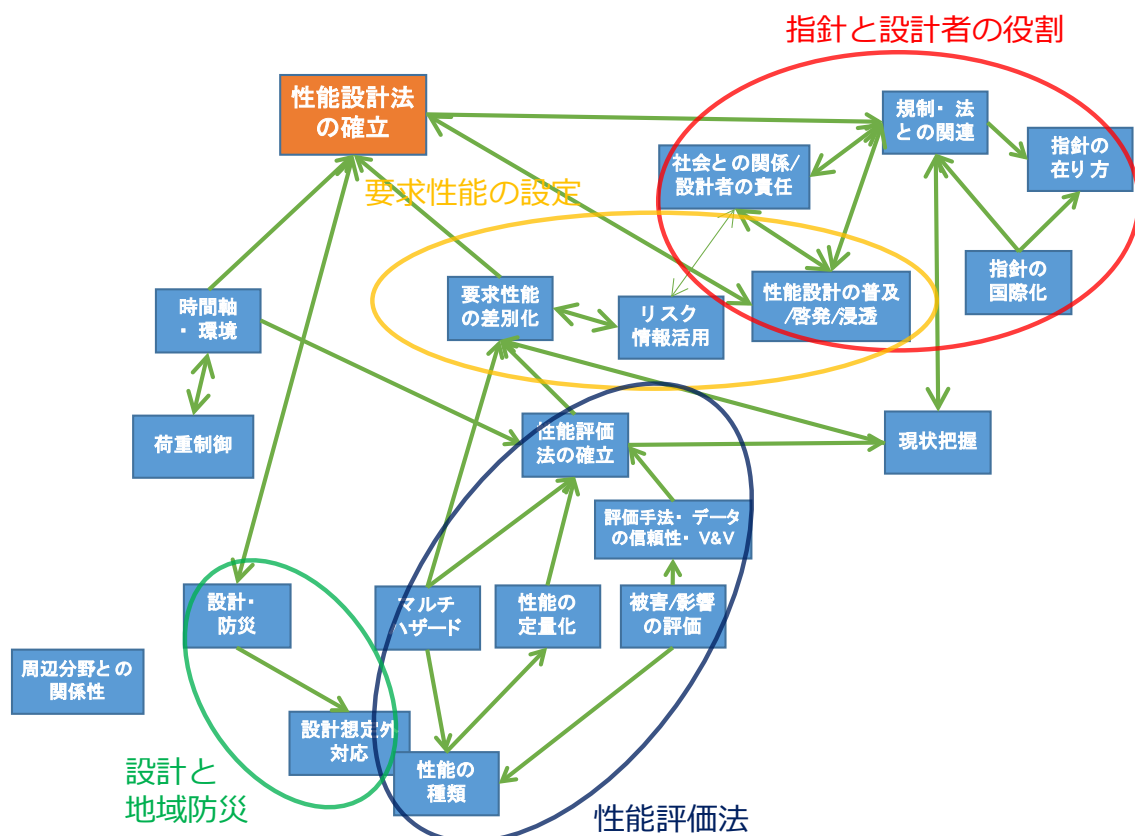 指針と設計者の役割
性能設計法
の確立
規制・法
との関連
指針の
在り方
社会との関係/
設計者の責任
要求性能の設定
指針の
国際化
要求性能
の差別化
リスク
情報活用
性能設計の普及
/啓発/浸透
時間軸
・環境
荷重制御
性能評価
法の確立
現状把握
評価手法・データ
の信頼性・V&V
設計・
防災
マルチ
ハザード
性能の
定量化
被害/影響
の評価
周辺分野との
関係性
設計想定外
対応
性能の
種類
設計と
地域防災
性能評価法